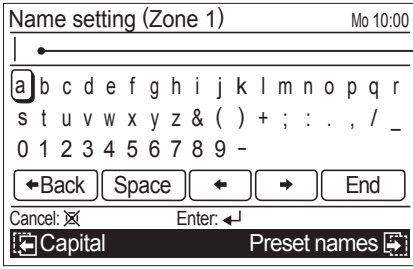 Name setting (Zone 1) Mo 10:00
a b c d e f g h i j k l m n o p q r
s t u v w x y z & ( ) + ; : . , / _
0 1 2 3 4 5 6 7 8 9 -
←Back Space ← → End
Cancel: Enter: ↵
Capital Preset names